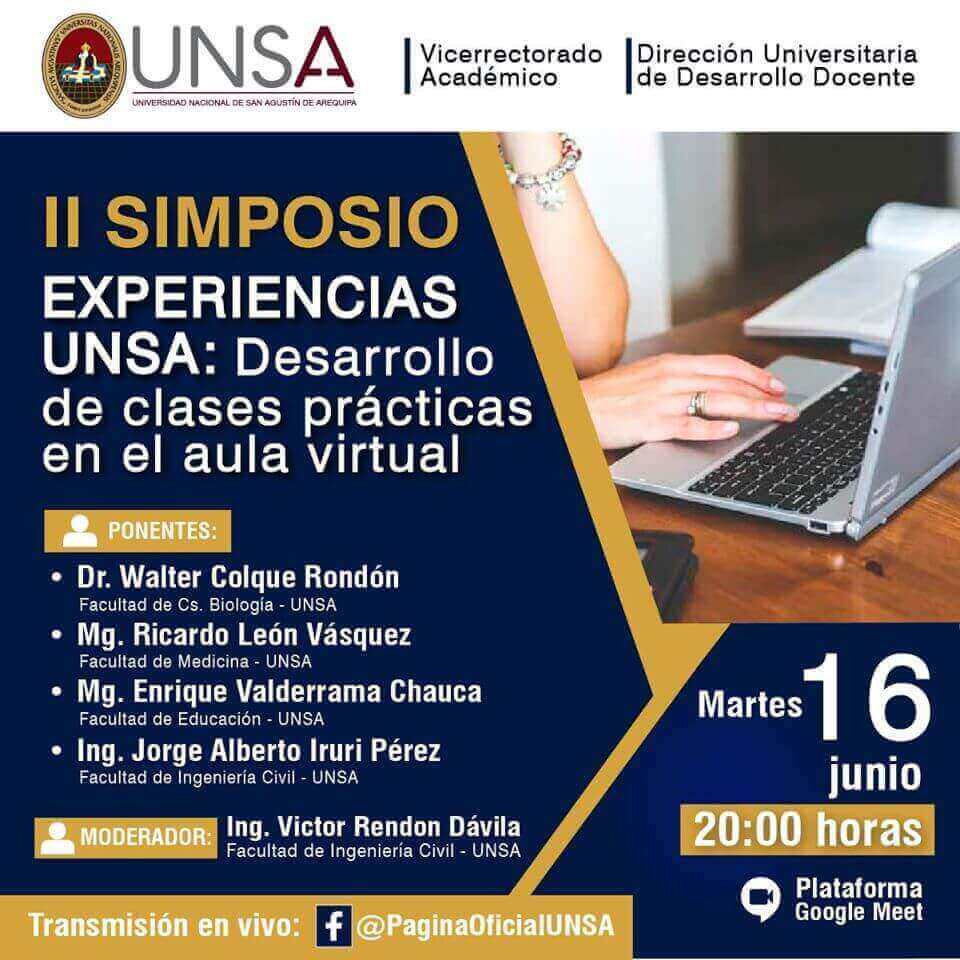 UNSA
UNIVERSIDAD NACIONAL DE SAN AGUSTÍN DE AREQUIPA
Vicerrectorado
Académico
Dirección Universitaria
de Desarrollo Docente
II SIMPOSIO
EXPERIENCIAS
UNSA: Desarrollo
de clases prácticas
en el aula virtual
PONENTES:
• Dr. Walter Colque Rondón
Facultad de Cs. Biología - UNSA
• Mg. Ricardo León Vásquez
Facultad de Medicina - UNSA
• Mg. Enrique Valderrama Chauca
Facultad de Educación - UNSA
• Ing. Jorge Alberto Iruri Pérez
Facultad de Ingeniería Civil - UNSA
MODERADOR: Ing. Victor Rendon Dávila
Facultad de Ingeniería Civil - UNSA
Martes 16
junio
20:00 horas
Plataforma
Google Meet
Transmisión en vivo: f @PaginaOficialUNSA